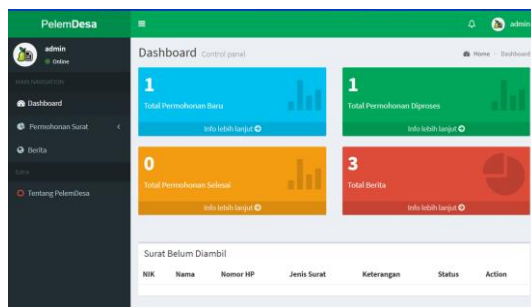 PelemDesa
admin
admin
Online
MAIN NAVIGATION
Dashboard
Permohonan Surat
Berita
Extra
Tentang PelemDesa
Dashboard Control panel
Home Dashboard
1
Total Permohonan Baru
Info lebih lanjut
1
Total Permohonan Diproses
Info lebih lanjut
0
Total Permohonan Selesai
Info lebih lanjut
3
Total Berita
Info lebih lanjut
Surat Belum Diambil
NIK Nama Nomor HP Jenis Surat Keterangan Status Action